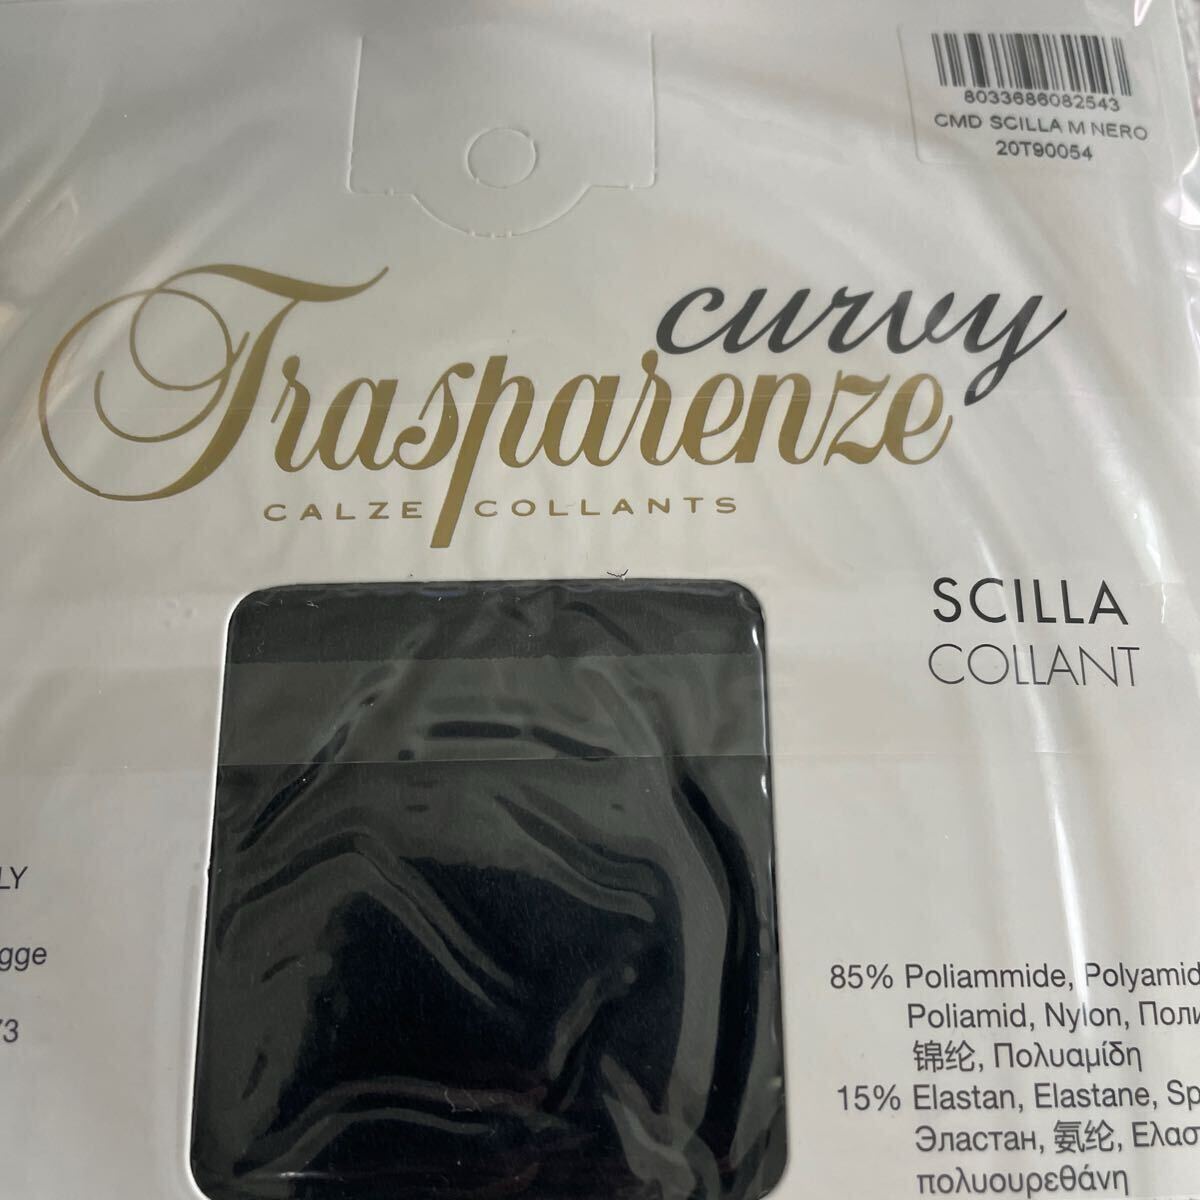 8033686082543
CMD SCILLA M NERO
20T90054
curvy
Trasparenze
CALZE COLLANTS
SCILLA
COLLANT
LY
gge
73
85% Poliammide, Polyamid
Poliamid, Nylon, Поли
锦纶, Πολυαμίδη
15% Elastan, Elastane, Sp
Эластан, 氨纶, Ελασ
πολυουρεθάνη